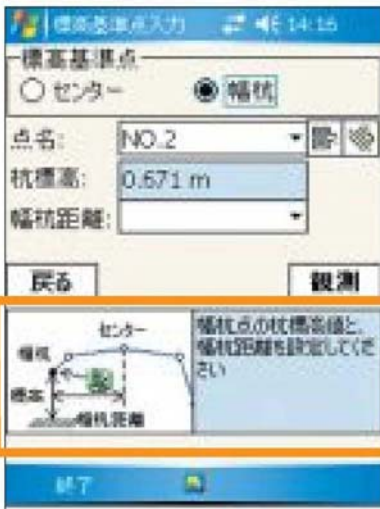 標高基準点入力 14:16
標高基準点
センター 幅杭
点名: NO.2
杭標高: 0.671 m
幅杭距離:
戻る 観測
センター
幅杭
標高
幅杭距離
幅杭点の杭標高値と、
幅杭距離を設定してくだ
さい
終了